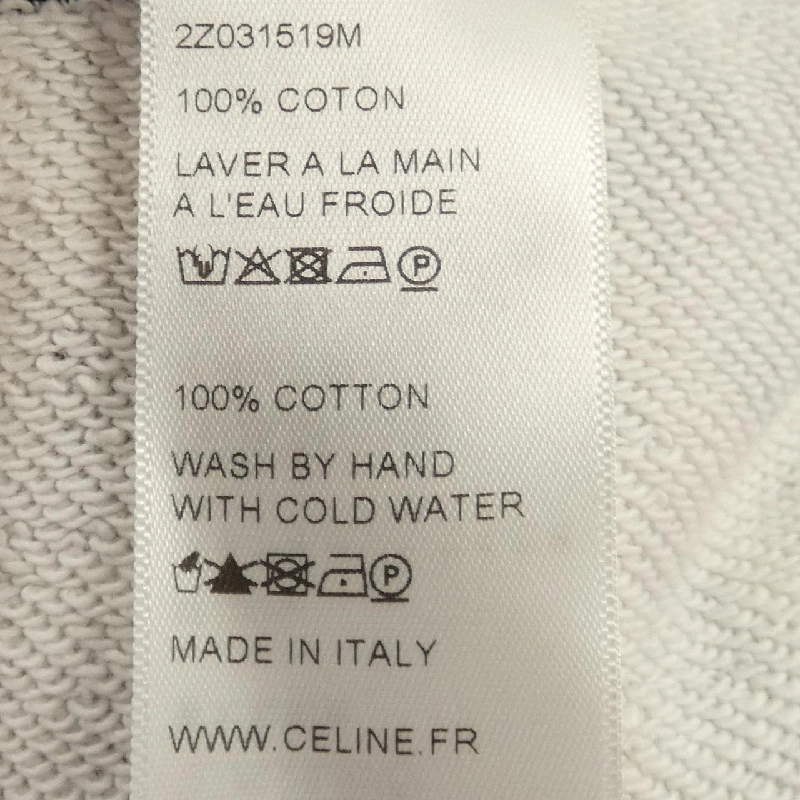 2Z031519M
100% COTON
LAVER A LA MAIN
A L'EAU FROIDE
P
100% COTTON
WASH BY HAND
WITH COLD WATER
P
MADE IN ITALY
WWW.CELINE.FR